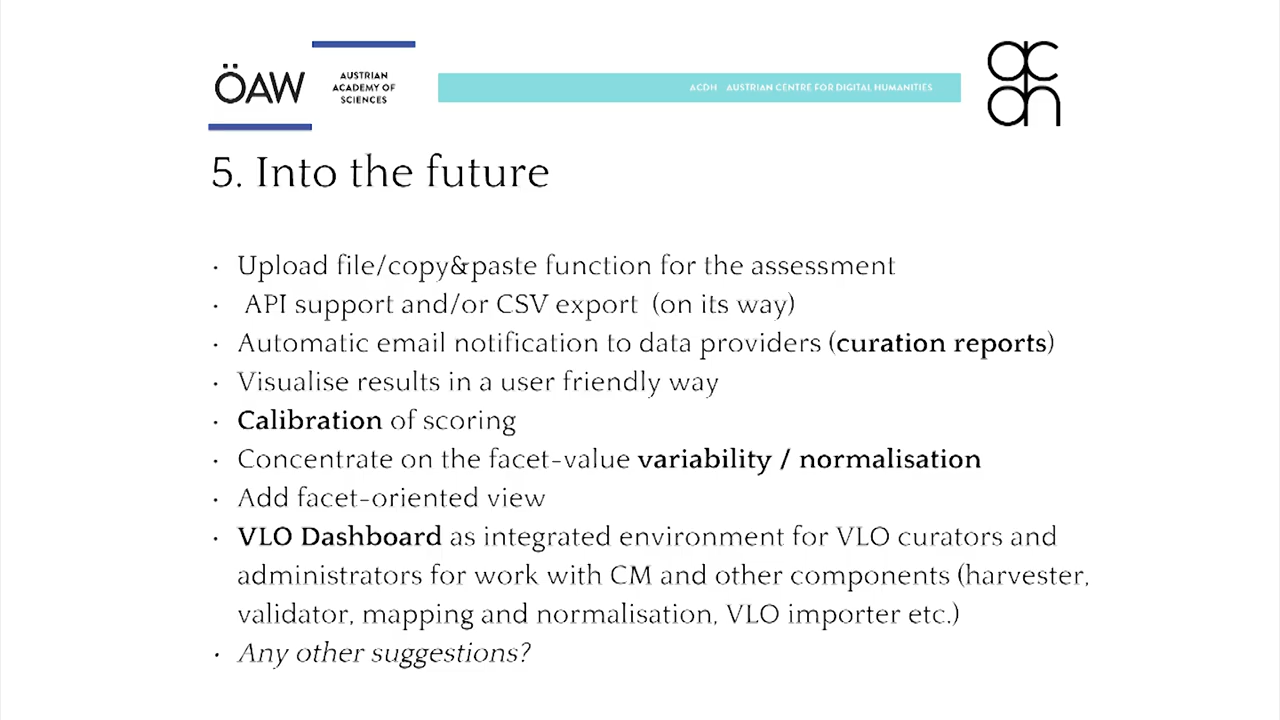 ÖAW
AUSTRIAN
ACADEMY OF
SCIENCES
ACDH AUSTRIAN CENTRE FOR DIGITAL HUMANITIES
ac
dh
5. Into the future
· Upload file/copy&paste function for the assessment
· API support and/or CSV export (on its way)
· Automatic email notification to data providers (curation reports)
· Visualise results in a user friendly way
· Calibration of scoring
· Concentrate on the facet-value variability / normalisation
· Add facet-oriented view
· VLO Dashboard as integrated environment for VLO curators and
administrators for work with CM and other components (harvester,
validator, mapping and normalisation, VLO importer etc.)
· Any other suggestions?